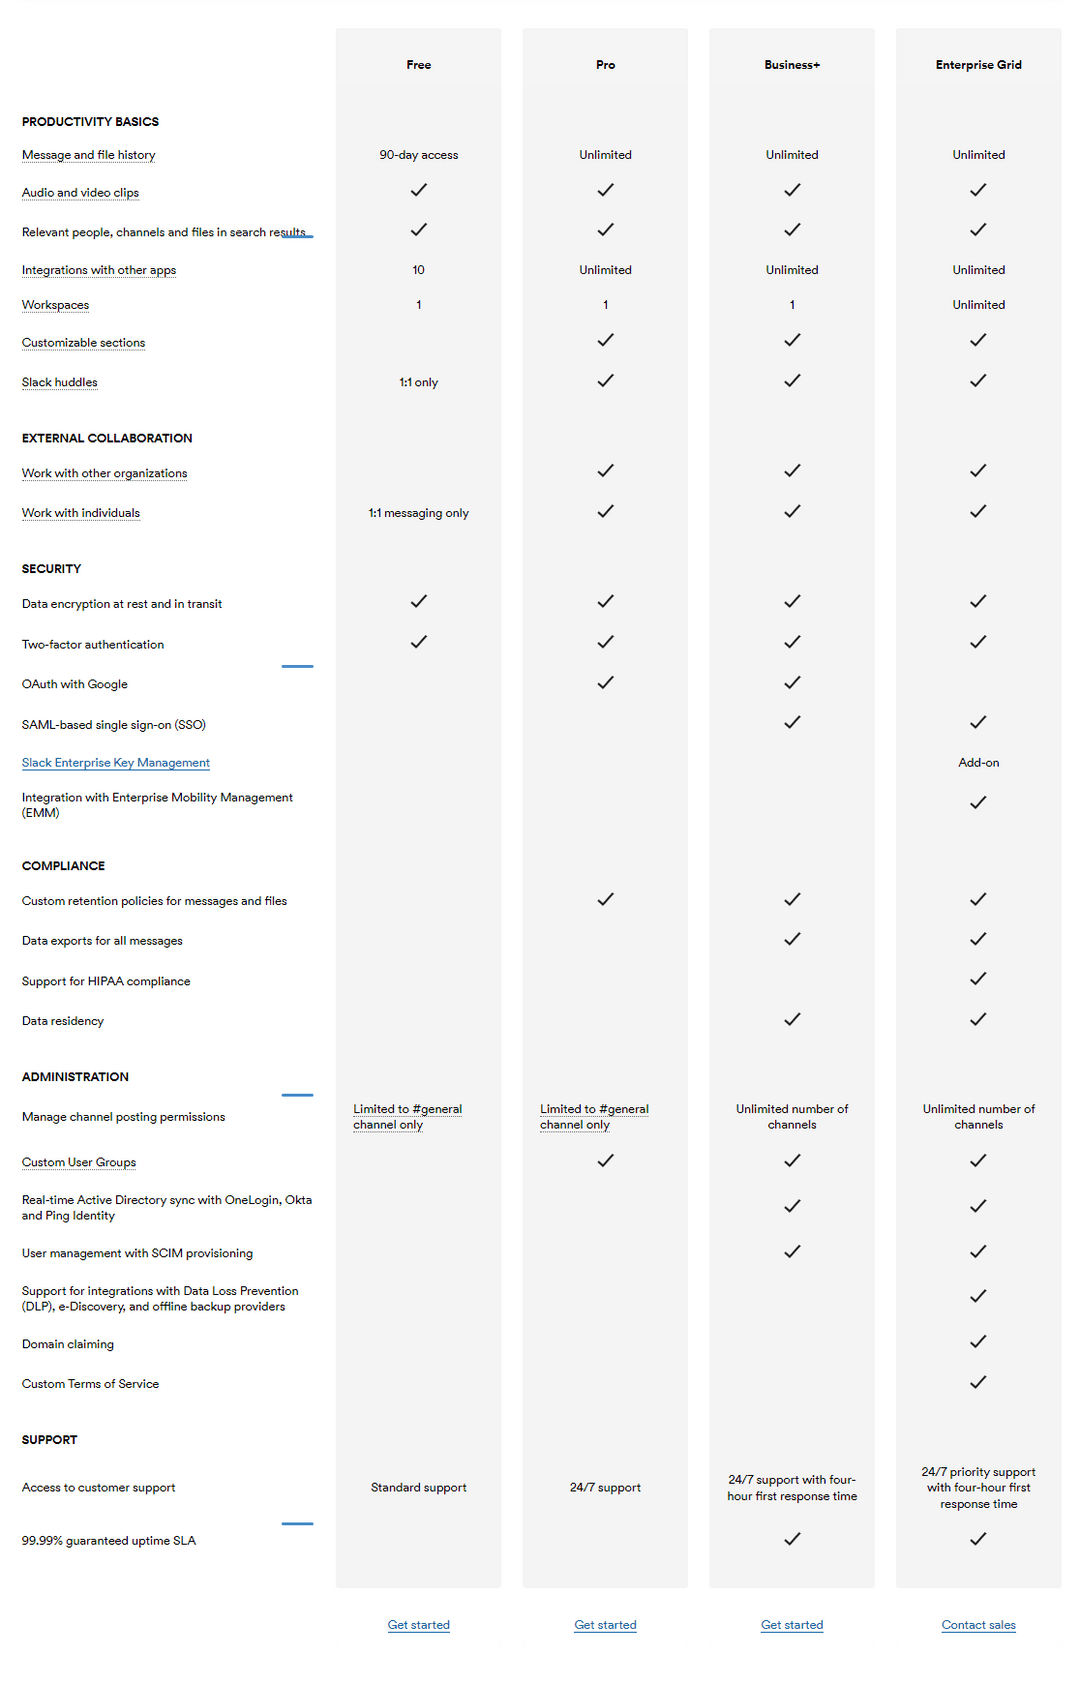 Free Pro Business+ Enterprise Grid
PRODUCTIVITY BASICS
Message and file history 90-day access Unlimited Unlimited Unlimited
Audio and video clips
Relevant people, channels and files in search results
Integrations with other apps 10 Unlimited Unlimited Unlimited
Workspaces 1 1 1 Unlimited
Customizable sections
Slack huddles 1:1 only
EXTERNAL COLLABORATION
Work with other organizations
Work with individuals 1:1 messaging only
SECURITY
Data encryption at rest and in transit
Two-factor authentication
OAuth with Google
SAML-based single sign-on (SSO)
Slack Enterprise Key Management Add-on
Integration with Enterprise Mobility Management
(EMM)
COMPLIANCE
Custom retention policies for messages and files
Data exports for all messages
Support for HIPAA compliance
Data residency
ADMINISTRATION
Manage channel posting permissions
Limited to #general
channel only
Limited to #general
channel only
Unlimited number of
channels
Unlimited number of
channels
Custom User Groups
Real-time Active Directory sync with OneLogin, Okta
and Ping Identity
User management with SCIM provisioning
Support for integrations with Data Loss Prevention
(DLP), e-Discovery, and offline backup providers
Domain claiming
Custom Terms of Service
SUPPORT
Access to customer support
Standard support
24/7 support
24/7 support with four-
hour first response time
24/7 priority support
with four-hour first
response time
99.99% guaranteed uptime SLA
Get started Get started Get started Contact sales